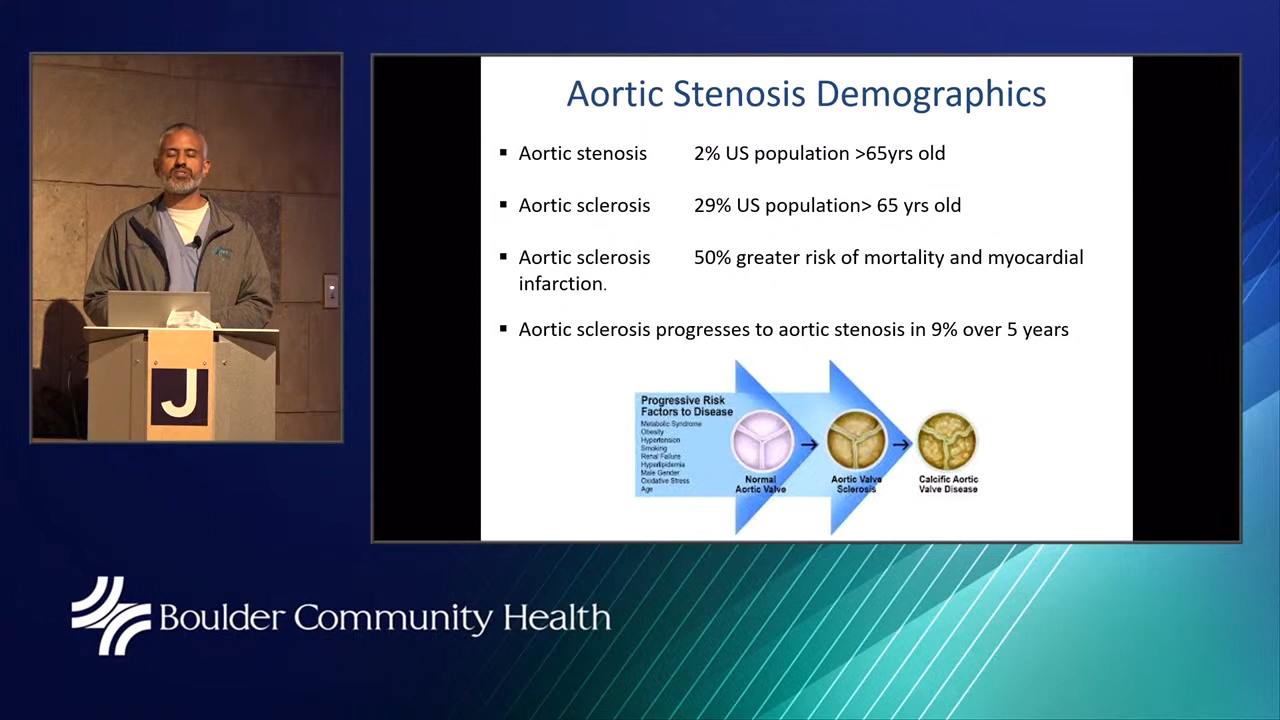 Aortic Stenosis Demographics
▪ Aortic stenosis 2% US population >65yrs old
▪ Aortic sclerosis 29% US population> 65 yrs old
▪ Aortic sclerosis 50% greater risk of mortality and myocardial
infarction.
▪ Aortic sclerosis progresses to aortic stenosis in 9% over 5 years
Progressive Risk
Factors to Disease
Metabolic Syndrome
Obesity
Hypertension
Smoking
Renal Failure
Hyperlipidemia
Male Gender
Oxidative Stress
Age
Normal
Aortic Valve
Aortic Valve
Sclerosis
Calcific Aortic
Valve Disease
J
Boulder Community Health